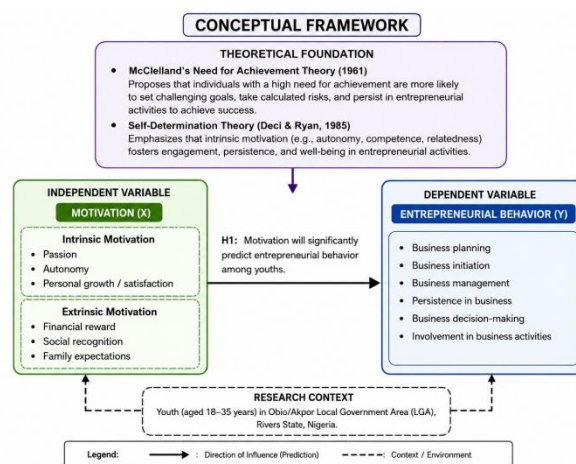 CONCEPTUAL FRAMEWORK
THEORETICAL FOUNDATION
• McClelland's Need for Achievement Theory (1961)
Proposes that individuals with a high need for achievement are more likely
to set challenging goals, take calculated risks, and persist in entrepreneurial
activities to achieve success.
• Self-Determination Theory (Deci & Ryan, 1985)
Emphasizes that intrinsic motivation (e.g., autonomy, competence, relatedness)
fosters engagement, persistence, and well-being in entrepreneurial activities.
INDEPENDENT VARIABLE
MOTIVATION (X)
Intrinsic Motivation
• Passion
• Autonomy
• Personal growth / satisfaction
Extrinsic Motivation
• Financial reward
• Social recognition
• Family expectations
H1: Motivation will significantly
predict entrepreneurial behavior
among youths.
DEPENDENT VARIABLE
ENTREPRENEURIAL BEHAVIOR (Y)
• Business planning
• Business initiation
• Business management
• Persistence in business
• Business decision-making
• Involvement in business activities
RESEARCH CONTEXT
Youth (aged 18–35 years) in Obio/Akpor Local Government Area (LGA),
Rivers State, Nigeria.
Legend: : Direction of Influence (Prediction) : Context / Environment